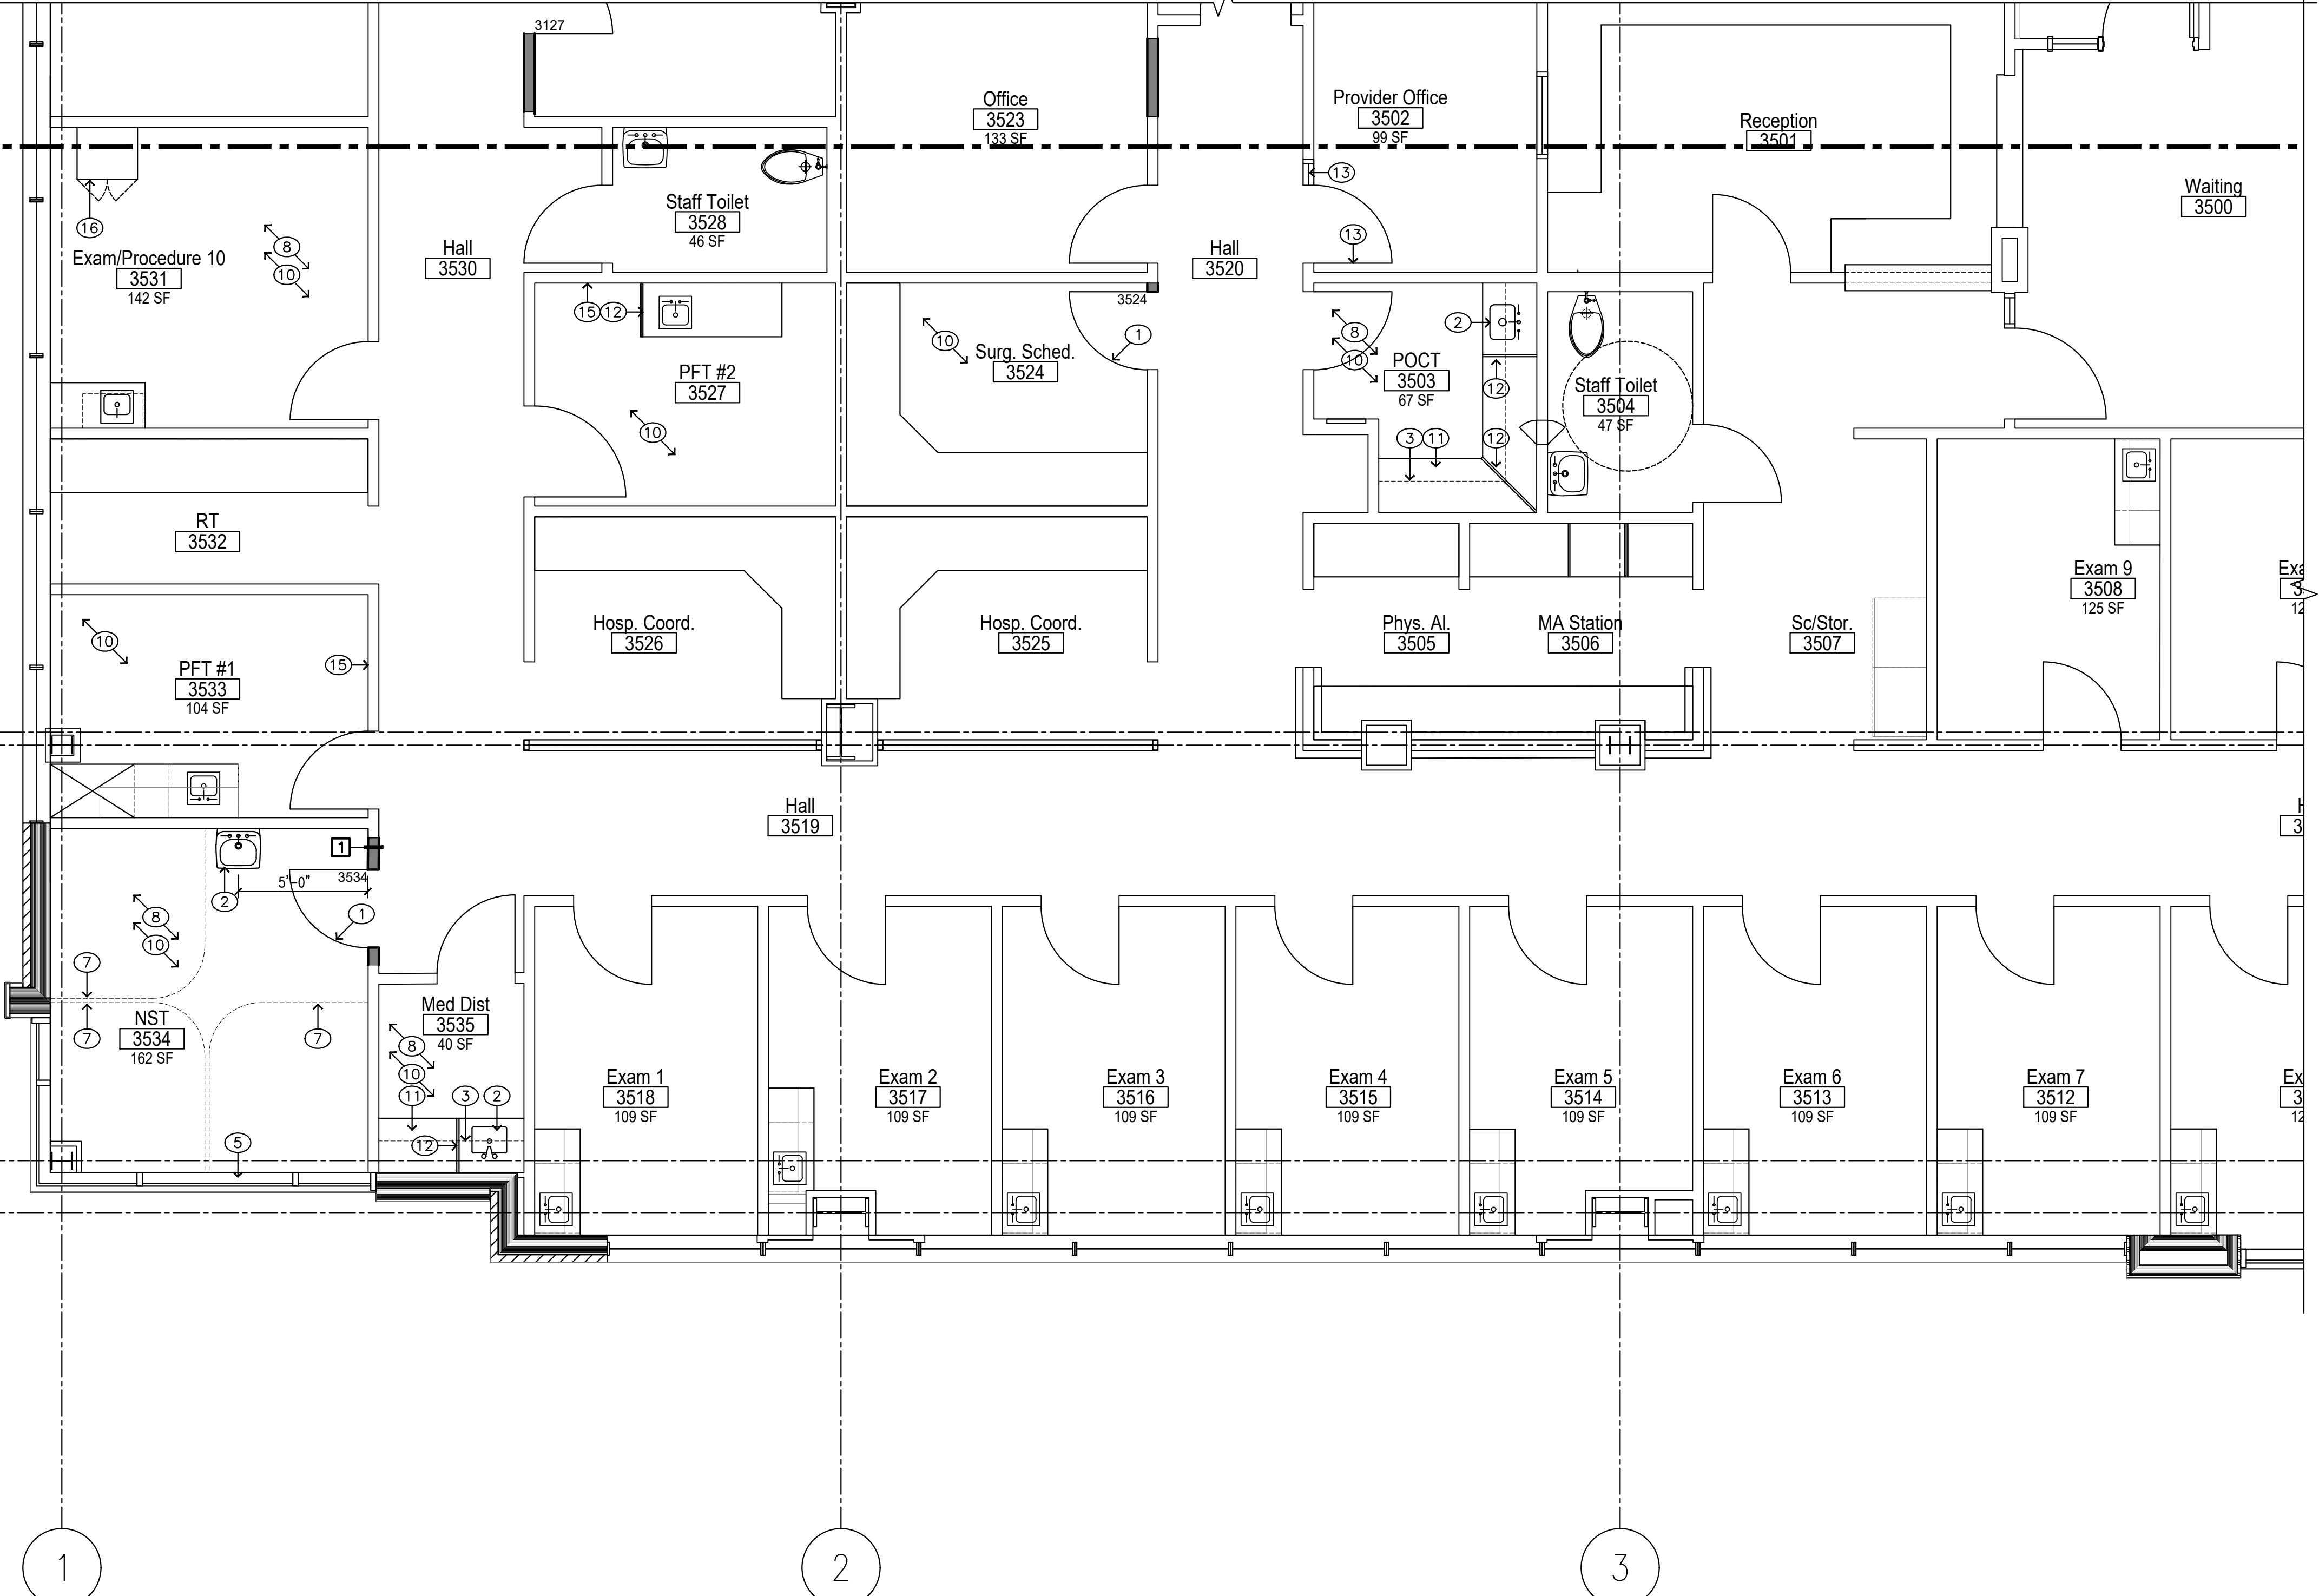 3127
Office
3523
133 SF
Provider Office
3502
99 SF
Reception
3501
13
Waiting
3500
Staff Toilet
3528
46 SF
16
8
10
Exam/Procedure 10
3531
142 SF
Hall
3530
Hall
3520
13
3524
15
12
10
1
Surg. Sched.
3524
PFT #2
3527
10
8
10
2
POCT
3503
67 SF
12
Staff Toilet
3504
47 SF
3
11
12
RT
3532
Exam 9
3508
125 SF
Hosp. Coord.
3526
Hosp. Coord.
3525
Phys. Al.
3505
MA Station
3506
Sc/Stor.
3507
10
15
PFT #1
3533
104 SF
Hall
3519
1
3534
5'-0"
2
1
8
10
7
7
7
NST
3534
162 SF
Med Dist
3535
40 SF
8
10
11
3
2
12
5
Exam 1
3518
109 SF
Exam 2
3517
109 SF
Exam 3
3516
109 SF
Exam 4
3515
109 SF
Exam 5
3514
109 SF
Exam 6
3513
109 SF
Exam 7
3512
109 SF
1
2
3